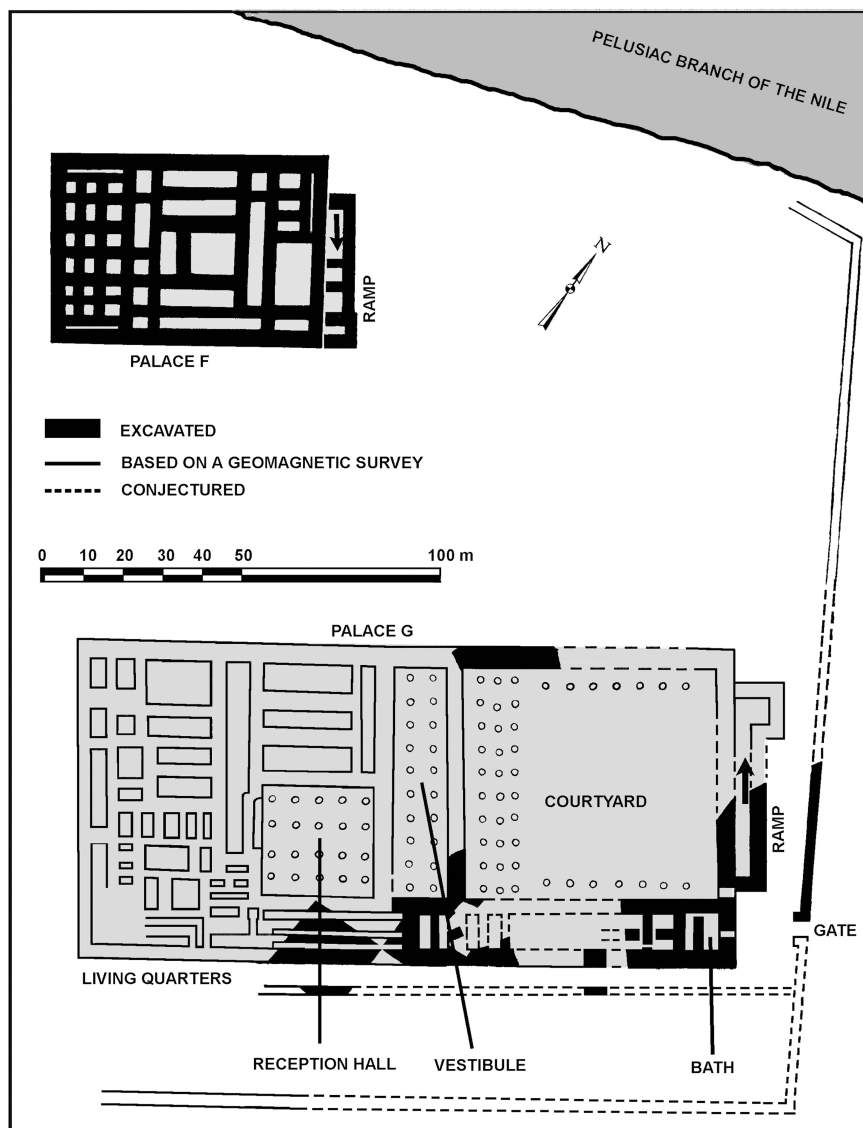 PELUSIAC BRANCH OF THE NILE
N
RAMP
PALACE F
EXCAVATED
BASED ON A GEOMAGNETIC SURVEY
CONJECTURED
0 10 20 30 40 50 100 m
PALACE G
COURTYARD
RAMP
GATE
LIVING QUARTERS
RECEPTION HALL
VESTIBULE
BATH